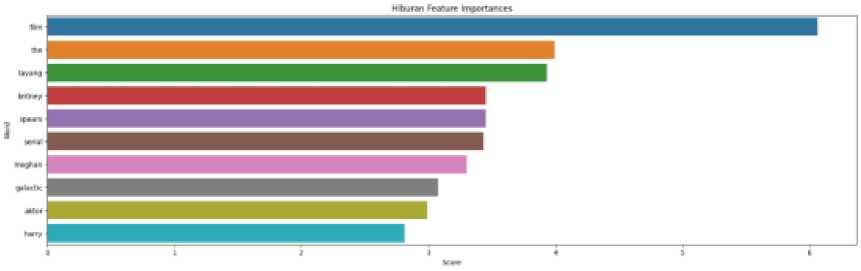 Hiburan Feature Importances
film
the
tayang
britney
spears
serial
meghan
galactic
aktor
harry
Word
0 1 2 3 4 5 6
Score